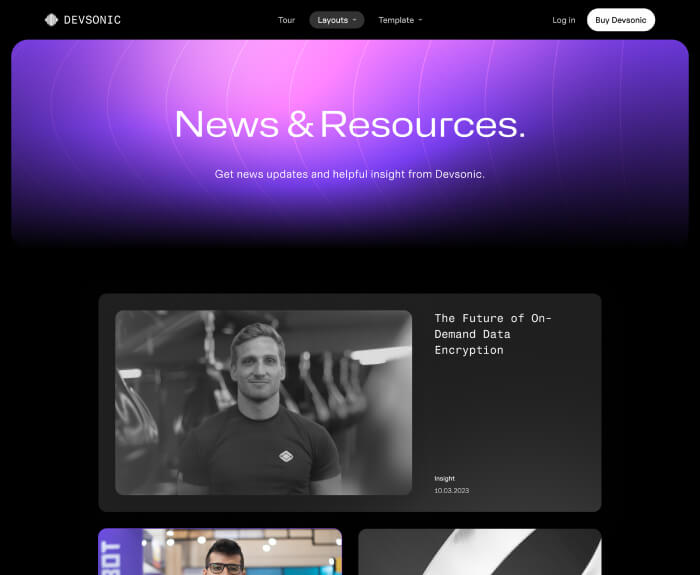 DEVSONIC
Tour
Layouts
Template
Log in
Buy Devsonic
News & Resources.
Get news updates and helpful insight from Devsonic.
The Future of On-
Demand Data
Encryption
Insight
10.03.2023
BOT